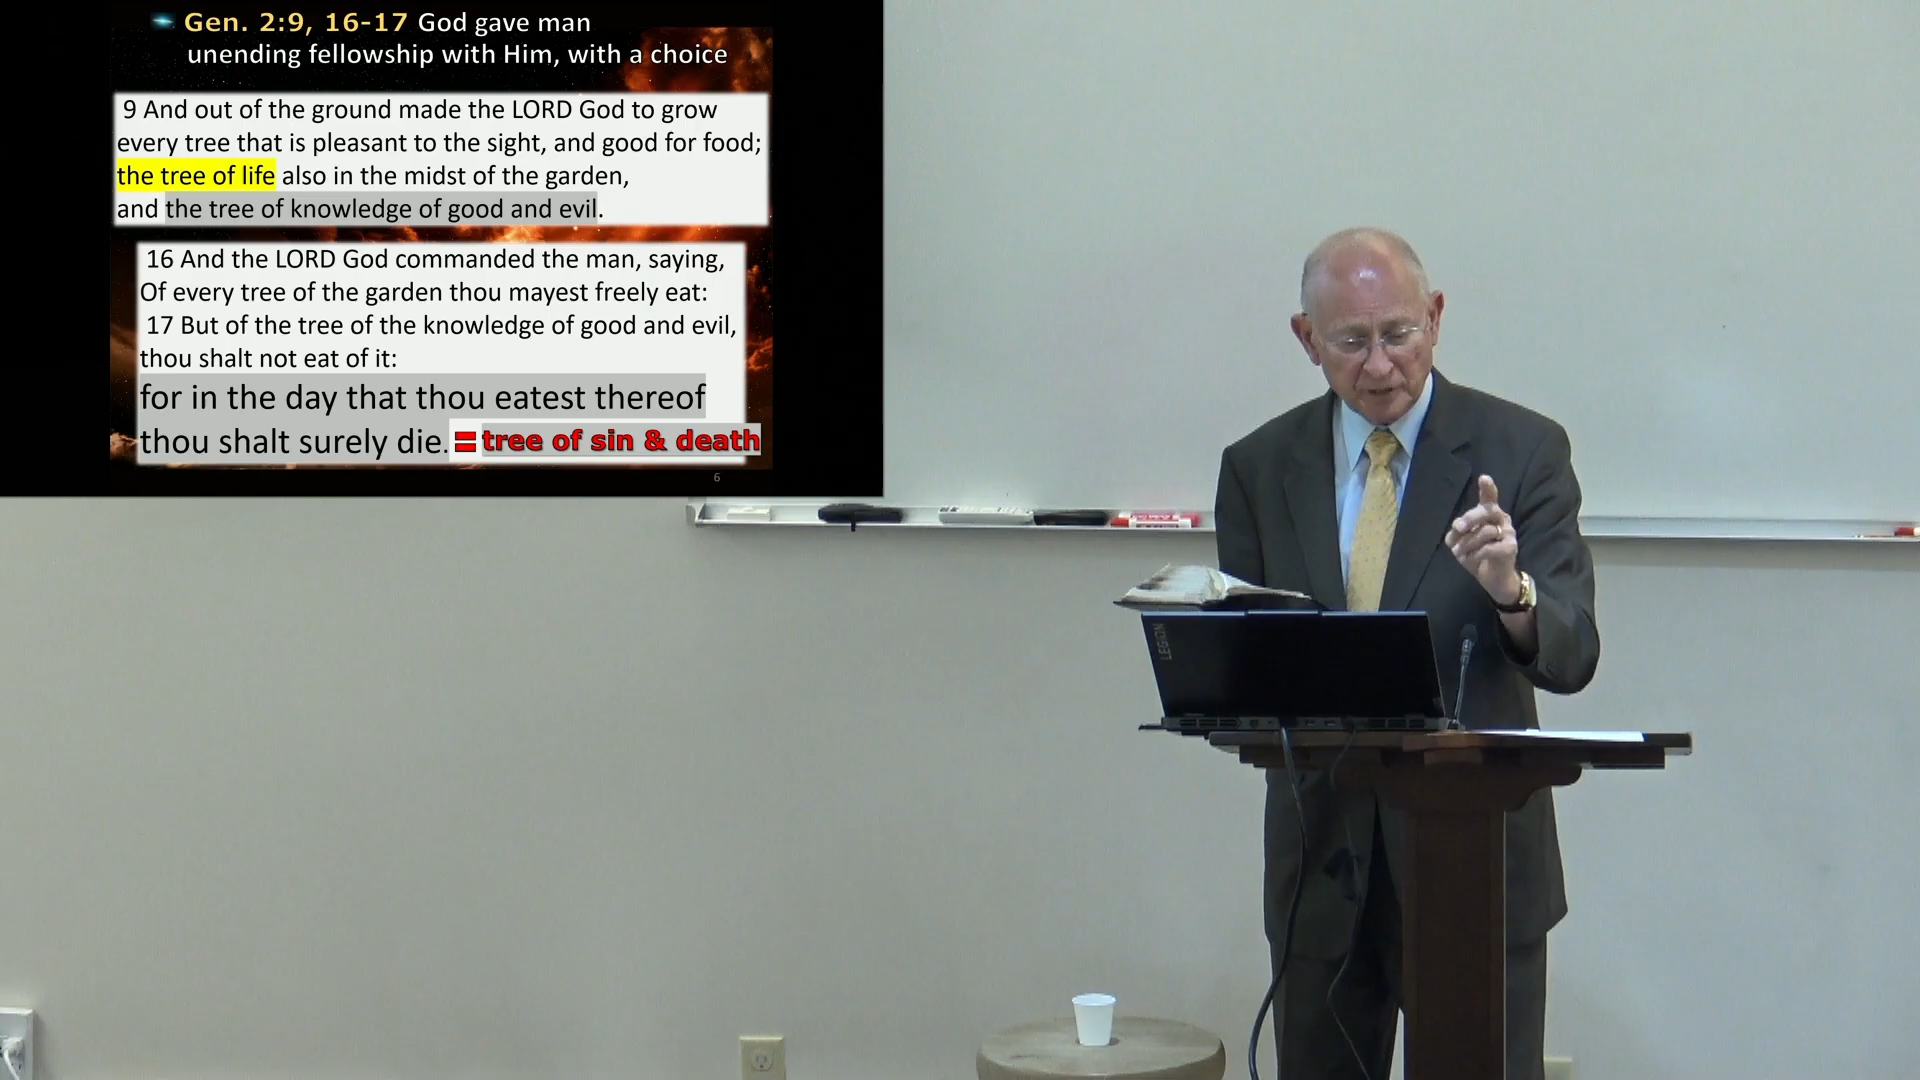 Gen. 2:9, 16-17 God gave man
unending fellowship with Him, with a choice
9 And out of the ground made the LORD God to grow
every tree that is pleasant to the sight, and good for food;
the tree of life also in the midst of the garden,
and the tree of knowledge of good and evil.
16 And the LORD God commanded the man, saying,
Of every tree of the garden thou mayest freely eat:
17 But of the tree of the knowledge of good and evil,
thou shalt not eat of it:
for in the day that thou eatest thereof
thou shalt surely die. = tree of sin & death
6
LEGION